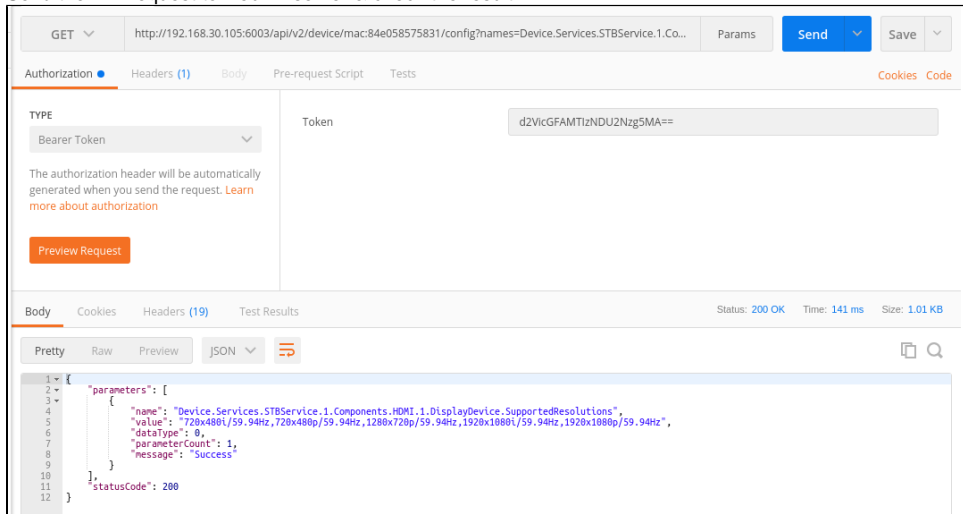 GET http://192.168.30.105:6003/api/v2/device/mac:84e058575831/config?names=Device.Services.STBService.1.Co... Params Send Save
Authorization Headers (1) Body Pre-request Script Tests Cookies Code
TYPE
Bearer Token
The authorization header will be automatically
generated when you send the request. Learn
more about authorization
Preview Request
Token d2VicGFAMTIzNDU2Nzg5MA==
Body Cookies Headers (19) Test Results Status: 200 OK Time: 141 ms Size: 1.01 KB
Pretty Raw Preview JSON
1 {
2 "parameters": [
3 {
4 "name": "Device.Services.STBService.1.Components.HDMI.1.DisplayDevice.SupportedResolutions",
5 "value": "720x480i/59.94Hz,720x480p/59.94Hz,1280x720p/59.94Hz,1920x1080i/59.94Hz,1920x1080p/59.94Hz",
6 "dataType": 0,
7 "parameterCount": 1,
8 "message": "Success"
9 }
10 ],
11 "statusCode": 200
12 }